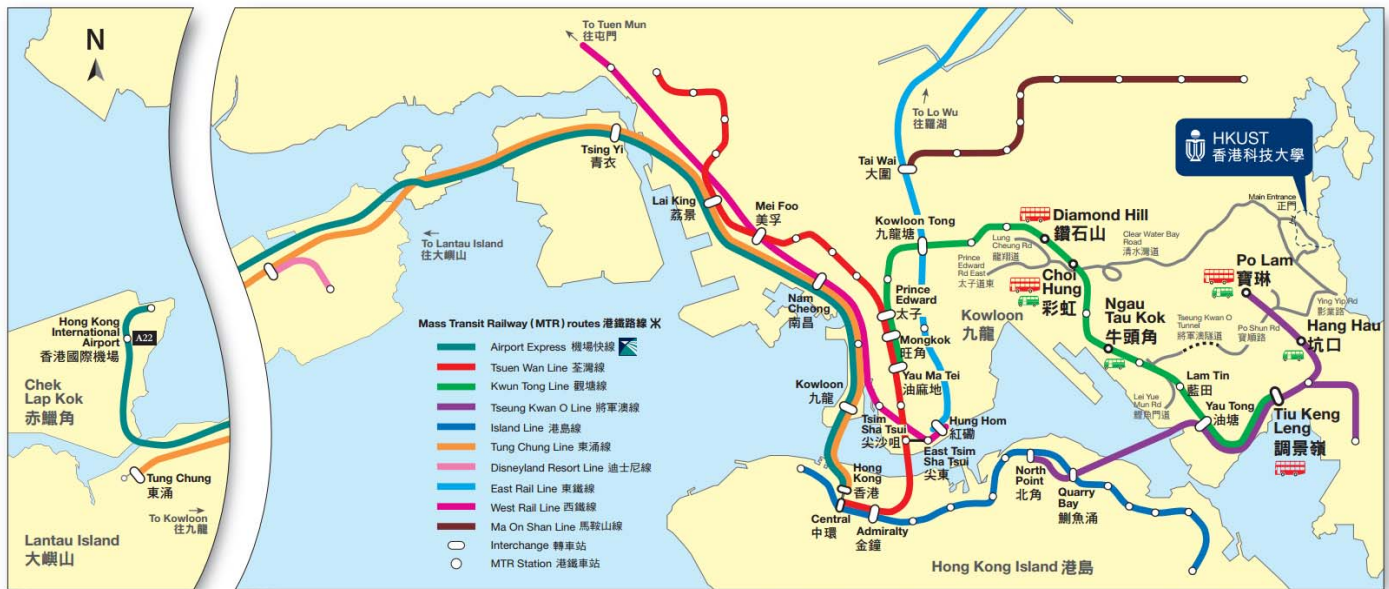 N
To Tuen Mun
往屯門
To Lo Wu
往羅湖
HKUST
香港科技大學
Main Entrance
正門
Tsing Yi
青衣
Tai Wai
大圍
Lai King
荔景
Mei Foo
美孚
Kowloon Tong
九龍塘
Diamond Hill
鑽石山
Lung
Cheung Rd
龍翔道
Clear Water Bay
Road
清水灣道
Prince
Edward
Rd East
太子道東
Choi
Hung
彩虹
Po Lam
寶琳
To Lantau Island
往大嶼山
Nam
Cheong
南昌
Prince
Edward
太子
Kowloon
九龍
Ngau
Tau Kok
牛頭角
Tseung Kwan O
Tunnel
將軍澳隧道
Po Shun Rd
寶順路
Ying Yip Rd
影業路
Hang Hau
坑口
Hong Kong
International
Airport
香港國際機場
A22
Mongkok
旺角
Yau Ma Tei
油麻地
Lam Tin
藍田
Lei Yue
Mun Rd
鯉魚門道
Chek
Lap Kok
赤鱲角
Kowloon
九龍
Tsim
Sha Tsui
尖沙咀
Hung Hom
紅磡
East Tsim
Sha Tsui
尖東
Yau Tong
油塘
Tiu Keng
Leng
調景嶺
Tung Chung
東涌
To Kowloon
往九龍
Lantau Island
大嶼山
Hong
Kong
香港
Central
中環
Admiralty
金鐘
North
Point
北角
Quarry
Bay
鰂魚涌
Hong Kong Island 港島
Mass Transit Railway (MTR) routes 港鐵路線
Airport Express 機場快線
Tsuen Wan Line 荃灣線
Kwun Tong Line 觀塘線
Tseung Kwan O Line 將軍澳線
Island Line 港島線
Tung Chung Line 東涌線
Disneyland Resort Line 迪士尼線
East Rail Line 東鐵線
West Rail Line 西鐵線
Ma On Shan Line 馬鞍山線
Interchange 轉車站
MTR Station 港鐵車站